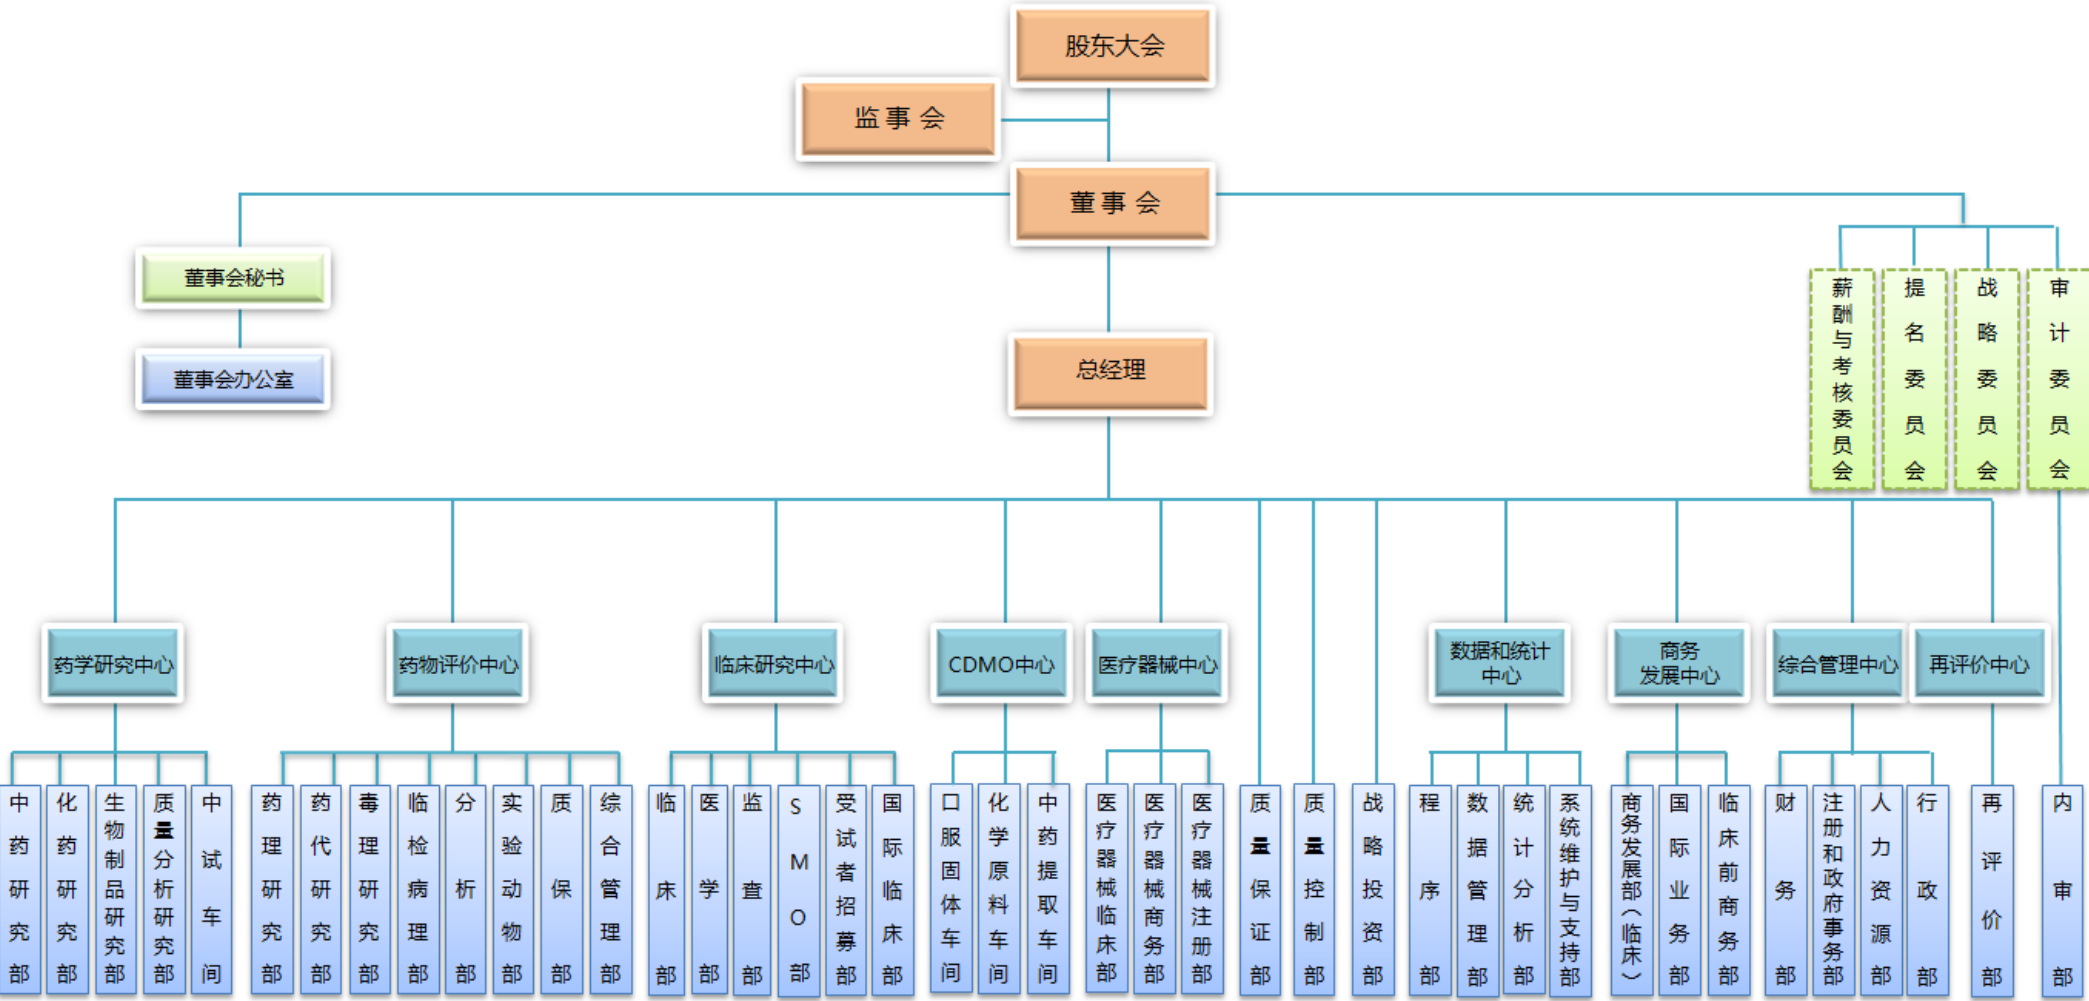 股东大会
监事会
董事会
董事会秘书
董事会办公室
总经理
薪酬与考核委员会
提名委员会
战略委员会
审计委员会
药学研究中心
药物评价中心
临床研究中心
CDMO中心
医疗器械中心
数据和统计
中心
商务
发展中心
综合管理中心
再评价中心
中药研究部
化药研究部
生物制品研究部
质量分析研究部
中试车间
药理研究部
药代研究部
毒理研究部
临检病理部
分析部
实验动物部
质保部
综合管理部
临床部
医学部
监查部
SMO部
受试者招募部
国际临床部
口服固体车间
化学原料车间
中药提取车间
医疗器械临床部
医疗器械商务部
医疗器械注册部
质量保证部
质量控制部
战略投资部
程序部
数据管理部
统计分析部
系统维护与支持部
商务发展部（临床）
国际业务部
临床前商务部
财务部
注册和政府事务部
人力资源部
行政部
再评价部
内审部